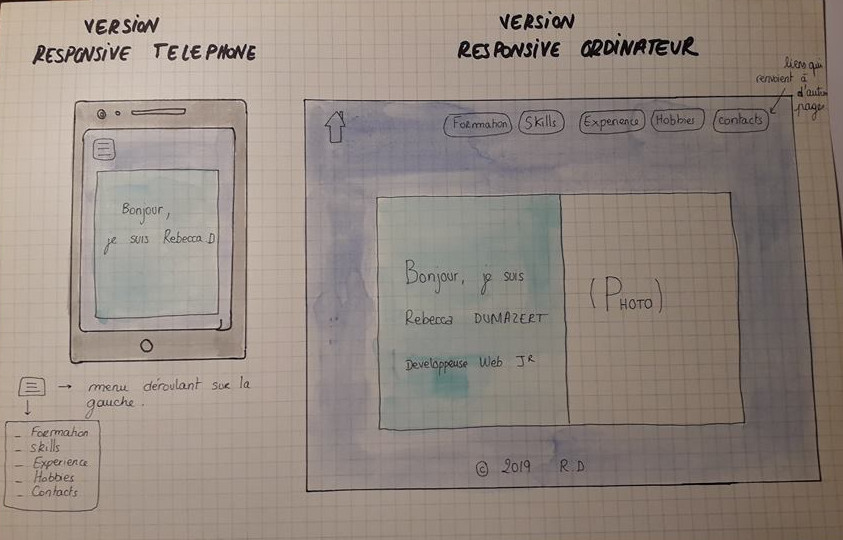 VERSION
RESPONSIVE TELEPHONE
Bonjour,
je suis Rebecca D
→ menu déroulant sur la
gauche.
_ Formation
_ Skills
_ Experience
_ Hobbies
_ Contacts
VERSION
RESPONSIVE ORDINATEUR
liens qui
renvoient à
d'autres
pages
Formation Skills Experience Hobbies Contacts
Bonjour, je suis
Rebecca DUMAZERT
Developpeuse Web JR
(PHOTO)
© 2019 R D